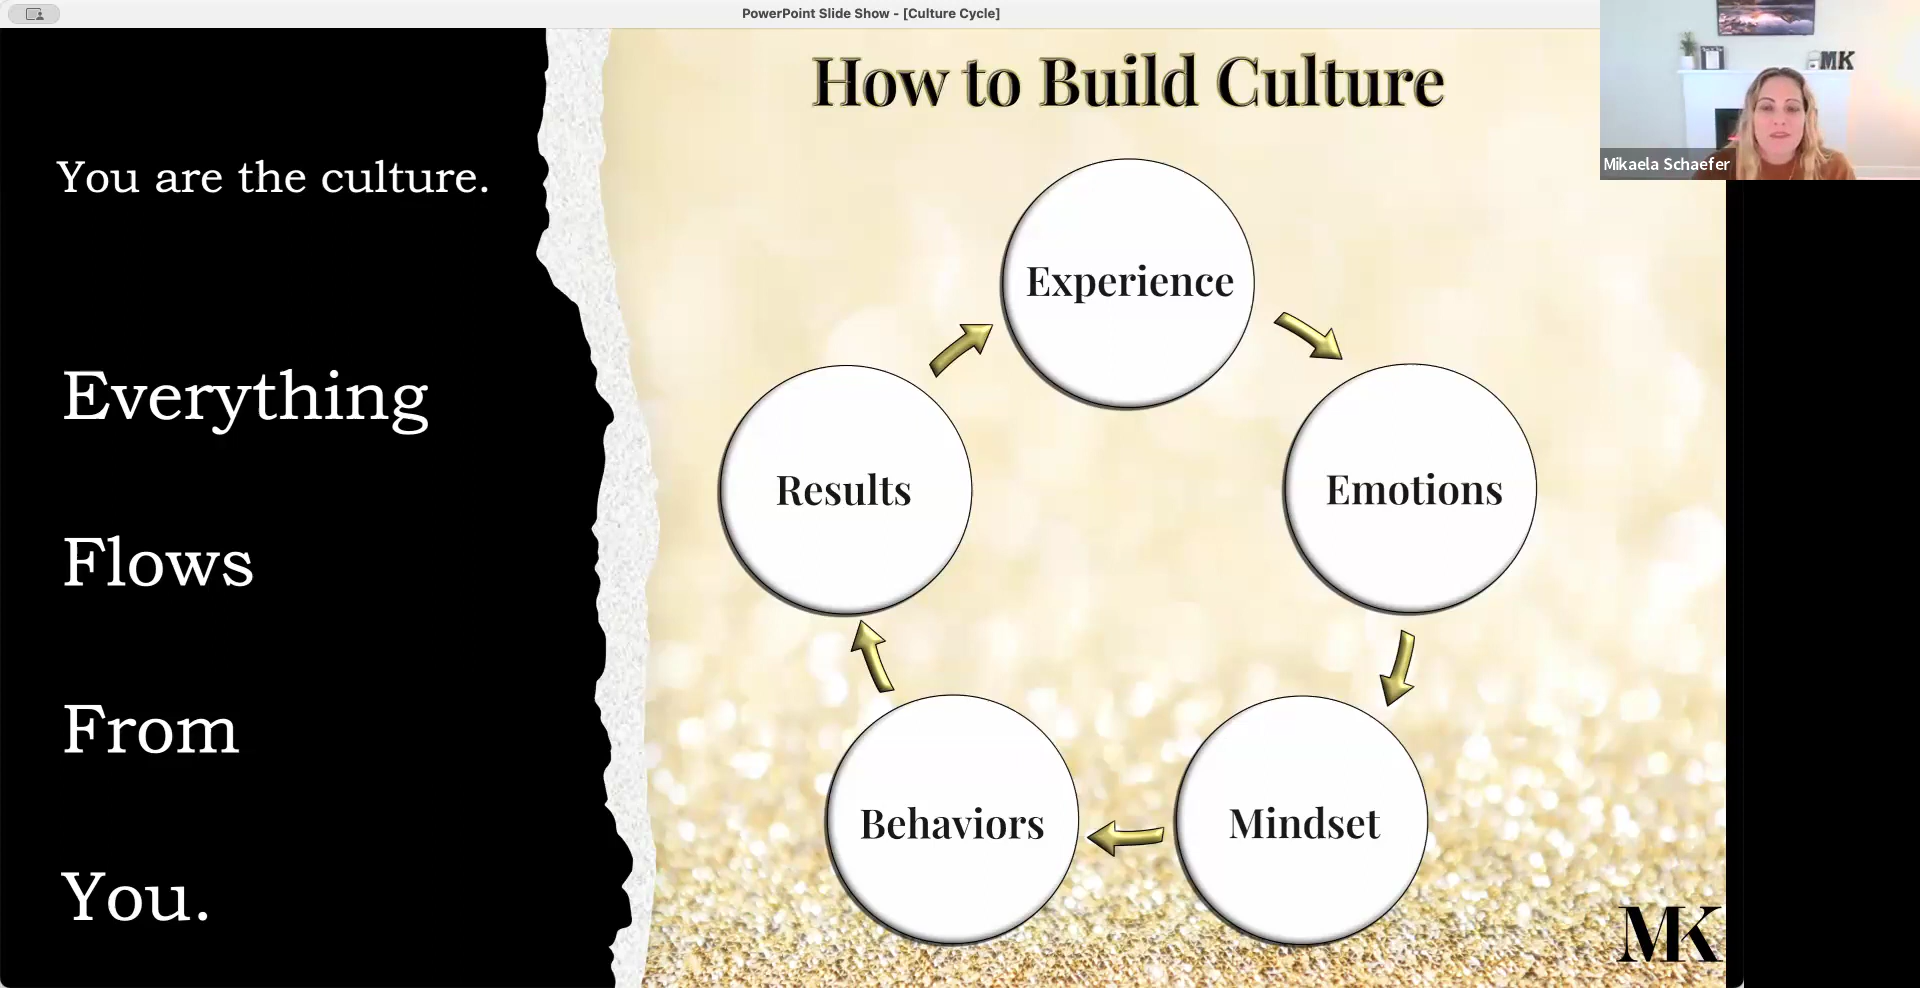 PowerPoint Slide Show - [Culture Cycle]
MK
Mikaela Schaefer
How to Build Culture
You are the culture.
Everything
Flows
From
You.
Experience
Emotions
Mindset
Behaviors
Results
MK